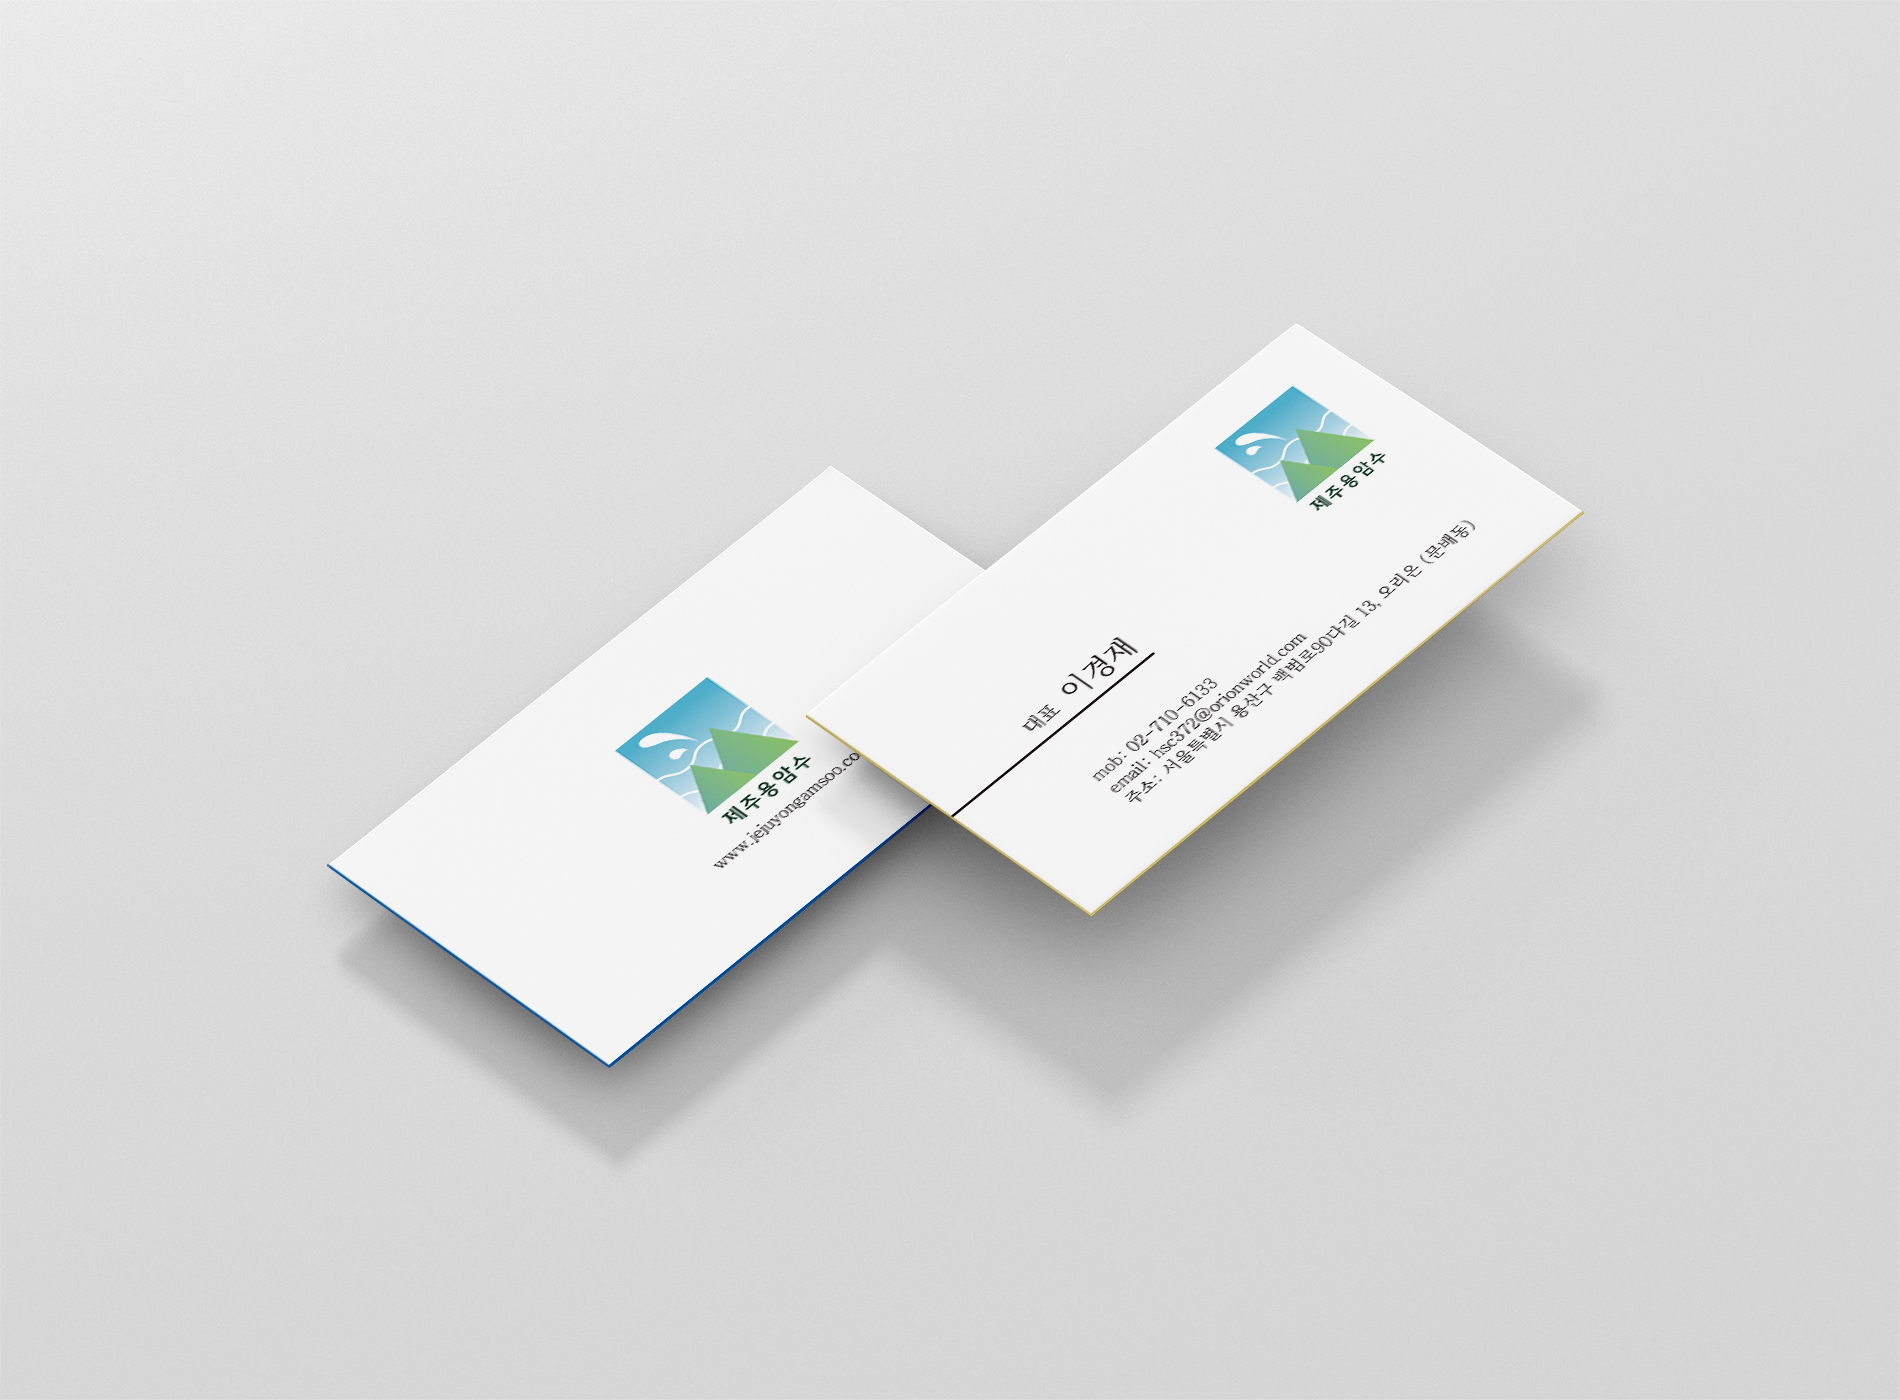 제주용암수
www.jejuyongamsoo.co
제주용암수
대표 이경재
mob: 02-710-6133
email: hsc372@orionworld.com
주소: 서울특별시 용산구 백범로90다길 13, 오리온 (문배동)